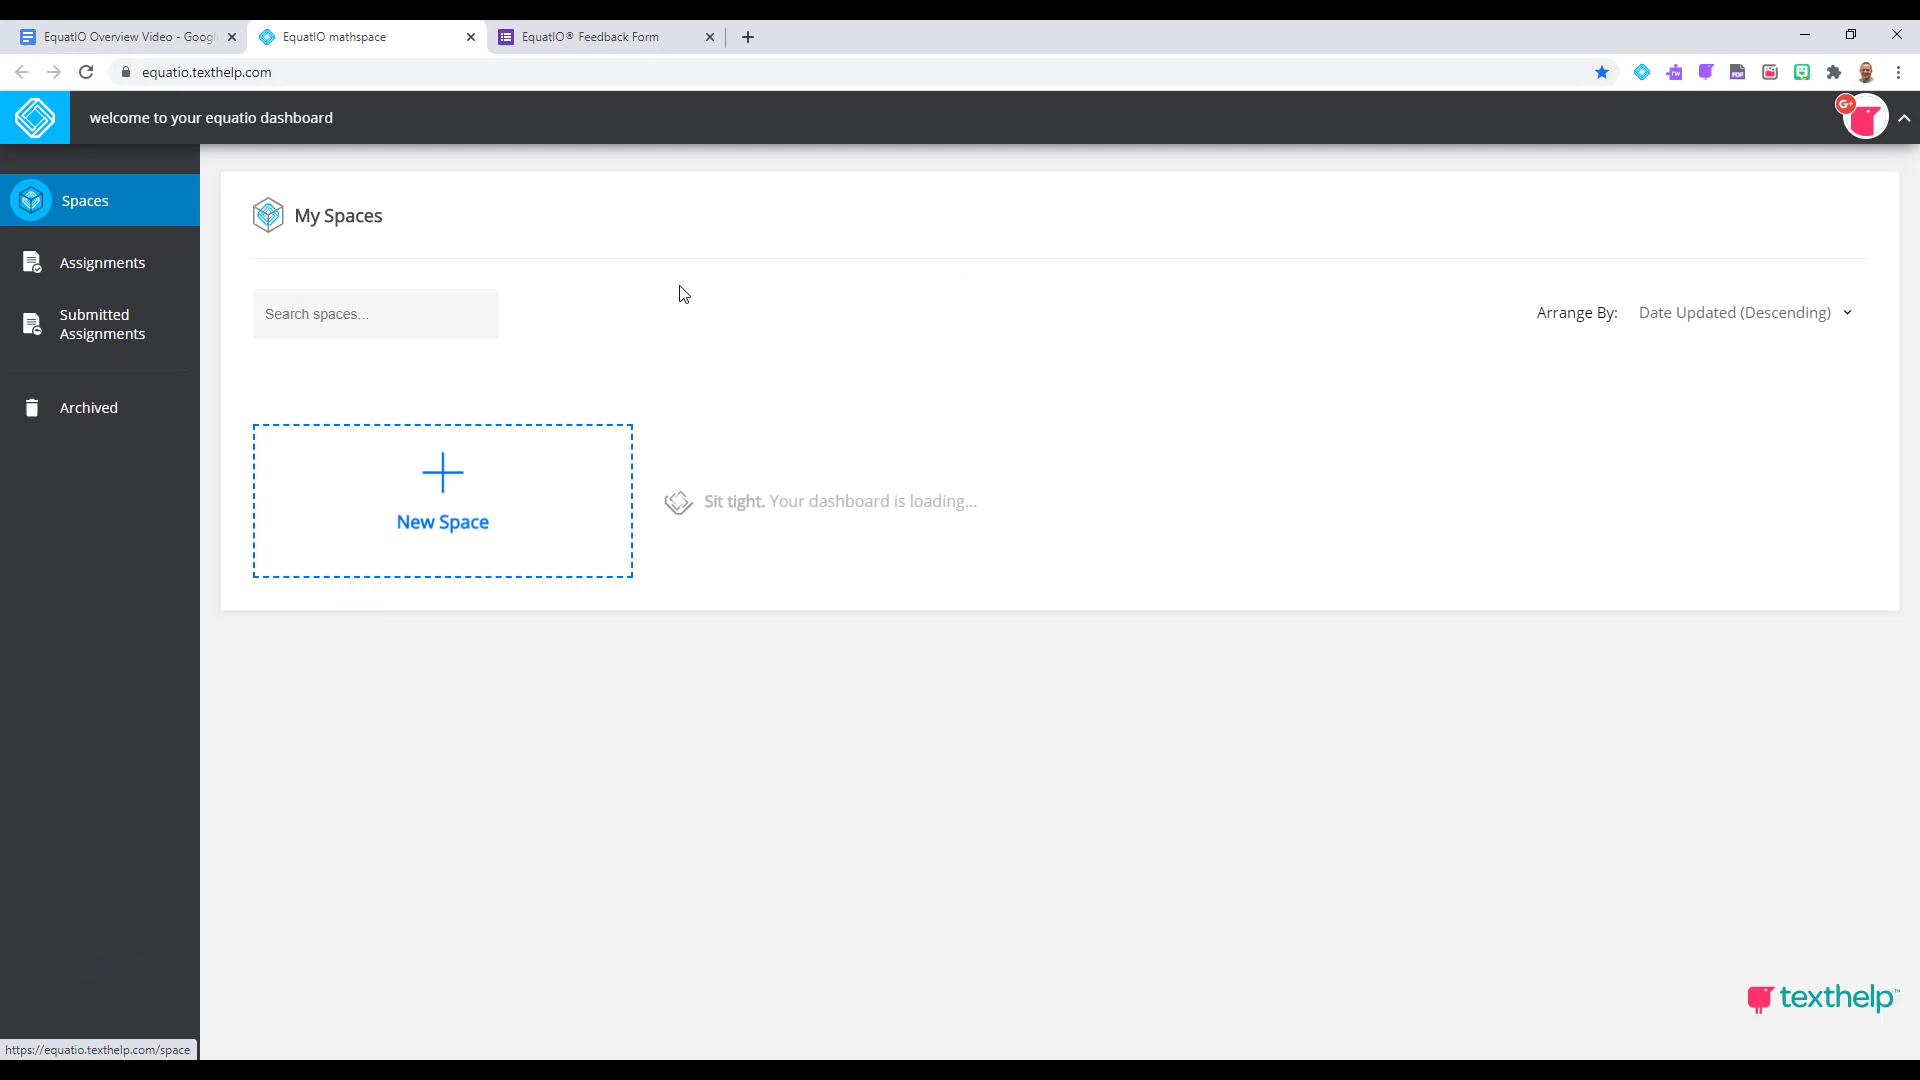 EquatIO Overview Video - Googl
EquatIO mathspace
EquatIO® Feedback Form
equatio.texthelp.com
welcome to your equatio dashboard
G+
Spaces
Assignments
Submitted
Assignments
Archived
My Spaces
Search spaces...
Arrange By: Date Updated (Descending)
New Space
Sit tight. Your dashboard is loading...
texthelp™
https://equatio.texthelp.com/space